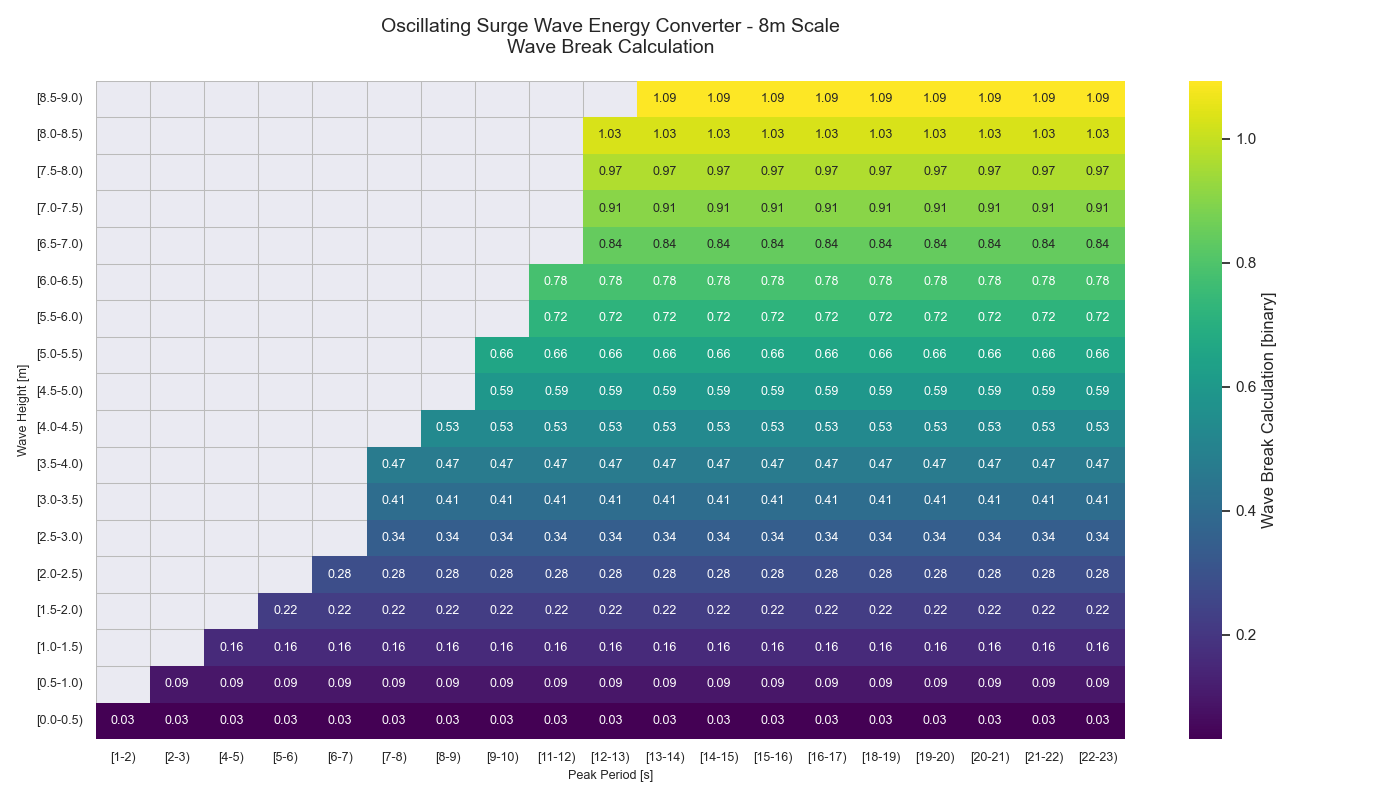 Oscillating Surge Wave Energy Converter - 8m Scale
Wave Break Calculation
[8.5-9.0) 1.09 1.09 1.09 1.09 1.09 1.09 1.09 1.09 1.09
[8.0-8.5) 1.03 1.03 1.03 1.03 1.03 1.03 1.03 1.03 1.03 1.03
[7.5-8.0) 0.97 0.97 0.97 0.97 0.97 0.97 0.97 0.97 0.97 0.97
[7.0-7.5) 0.91 0.91 0.91 0.91 0.91 0.91 0.91 0.91 0.91 0.91
[6.5-7.0) 0.84 0.84 0.84 0.84 0.84 0.84 0.84 0.84 0.84 0.84
[6.0-6.5) 0.78 0.78 0.78 0.78 0.78 0.78 0.78 0.78 0.78 0.78 0.78
[5.5-6.0) 0.72 0.72 0.72 0.72 0.72 0.72 0.72 0.72 0.72 0.72 0.72
[5.0-5.5) 0.66 0.66 0.66 0.66 0.66 0.66 0.66 0.66 0.66 0.66 0.66 0.66
[4.5-5.0) 0.59 0.59 0.59 0.59 0.59 0.59 0.59 0.59 0.59 0.59 0.59 0.59
[4.0-4.5) 0.53 0.53 0.53 0.53 0.53 0.53 0.53 0.53 0.53 0.53 0.53 0.53 0.53
[3.5-4.0) 0.47 0.47 0.47 0.47 0.47 0.47 0.47 0.47 0.47 0.47 0.47 0.47 0.47 0.47
[3.0-3.5) 0.41 0.41 0.41 0.41 0.41 0.41 0.41 0.41 0.41 0.41 0.41 0.41 0.41 0.41
[2.5-3.0) 0.34 0.34 0.34 0.34 0.34 0.34 0.34 0.34 0.34 0.34 0.34 0.34 0.34 0.34
[2.0-2.5) 0.28 0.28 0.28 0.28 0.28 0.28 0.28 0.28 0.28 0.28 0.28 0.28 0.28 0.28 0.28
[1.5-2.0) 0.22 0.22 0.22 0.22 0.22 0.22 0.22 0.22 0.22 0.22 0.22 0.22 0.22 0.22 0.22 0.22
[1.0-1.5) 0.16 0.16 0.16 0.16 0.16 0.16 0.16 0.16 0.16 0.16 0.16 0.16 0.16 0.16 0.16 0.16 0.16
[0.5-1.0) 0.09 0.09 0.09 0.09 0.09 0.09 0.09 0.09 0.09 0.09 0.09 0.09 0.09 0.09 0.09 0.09 0.09 0.09
[0.0-0.5) 0.03 0.03 0.03 0.03 0.03 0.03 0.03 0.03 0.03 0.03 0.03 0.03 0.03 0.03 0.03 0.03 0.03 0.03 0.03
[1-2) [2-3) [4-5) [5-6) [6-7) [7-8) [8-9) [9-10) [11-12) [12-13) [13-14) [14-15) [15-16) [16-17) [18-19) [19-20) [20-21) [21-22) [22-23)
Peak Period [s]
Wave Height [m]
1.0
0.8
0.6
0.4
0.2
Wave Break Calculation [binary]